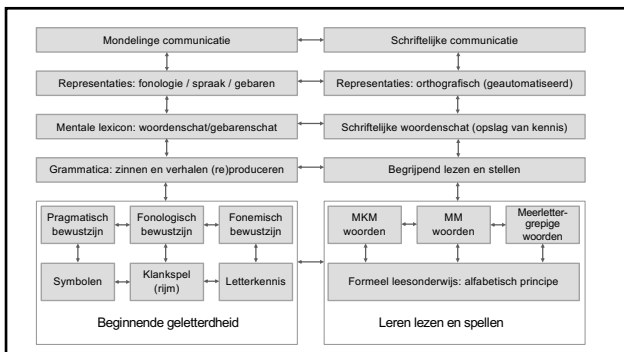 Mondelinge communicatie
Schriftelijke communicatie
Representaties: fonologie / spraak / gebaren
Representaties: orthografisch (geautomatiseerd)
Mentale lexicon: woordenschat/gebarenschat
Schriftelijke woordenschat (opslag van kennis)
Grammatica: zinnen en verhalen (re)produceren
Begrijpend lezen en stellen
Pragmatisch
bewustzijn
Fonologisch
bewustzijn
Fonemisch
bewustzijn
Symbolen
Klankspel
(rijm)
Letterkennis
Beginnende geletterdheid
MKM
woorden
MM
woorden
Meerletter-
grepige
woorden
Formeel leesonderwijs: alfabetisch principe
Leren lezen en spellen